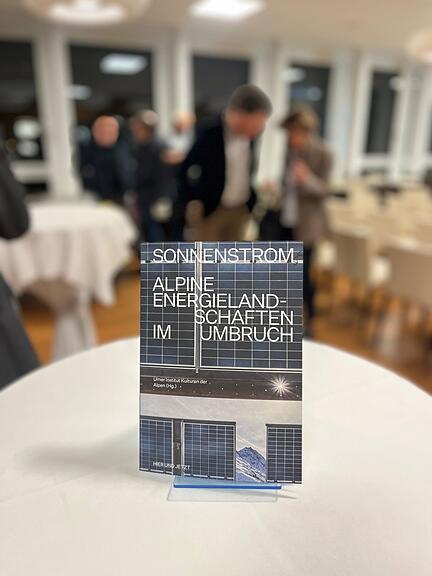 SONNENSTROM.
ALPINE
ENERGIELAND-
SCHAFTEN
IM UMBRUCH
Urner Institut Kulturen der
Alpen (Hg.)
HIER UND JETZT